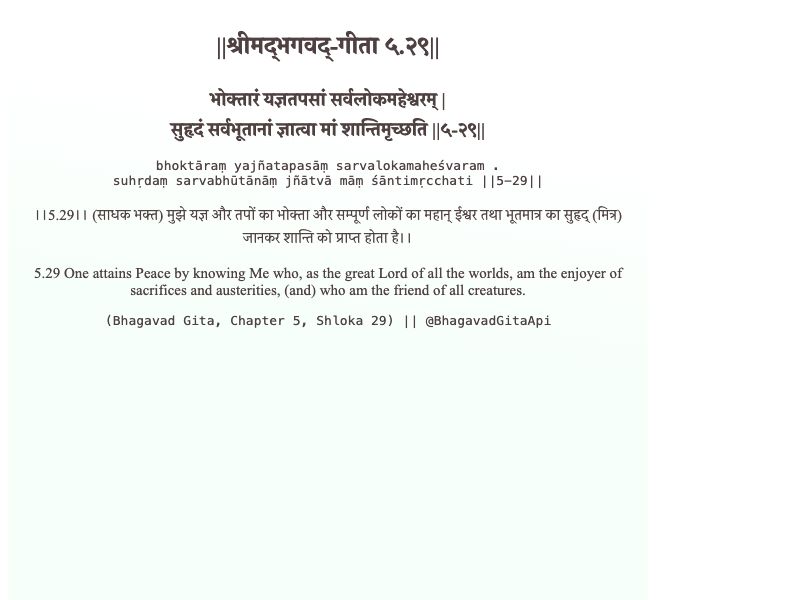 ||श्रीमद्‍भगवद्‍-गीता ५.२९||
भोक्तारं यज्ञतपसां सर्वलोकमहेश्वरम् |
सुहृदं सर्वभूतानां ज्ञात्वा मां शान्तिमृच्छति ||५-२९||
bhoktāraṃ yajñatapasāṃ sarvalokamaheśvaram .
suhṛdaṃ sarvabhūtānāṃ jñātvā māṃ śāntimṛcchati ||5-29||
।।5.29।। (साधक भक्त) मुझे यज्ञ और तपों का भोक्ता और सम्पूर्ण लोकों का महान् ईश्वर तथा भूतमात्र का सुहृद् (मित्र)
जानकर शान्ति को प्राप्त होता है।।
5.29 One attains Peace by knowing Me who, as the great Lord of all the worlds, am the enjoyer of
sacrifices and austerities, (and) who am the friend of all creatures.
(Bhagavad Gita, Chapter 5, Shloka 29) || @BhagavadGitaApi